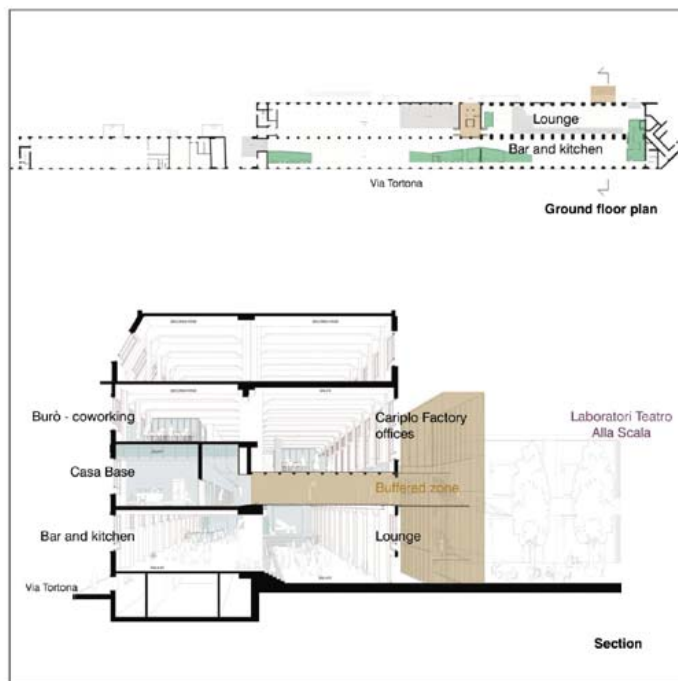 Lounge
Bar and kitchen
Via Tortona
Ground floor plan
Burò - coworking
Cariplo Factory
offices
Laboratori Teatro
Alla Scala
Casa Base
Buffered zone
Bar and kitchen
Lounge
Via Tortona
Section